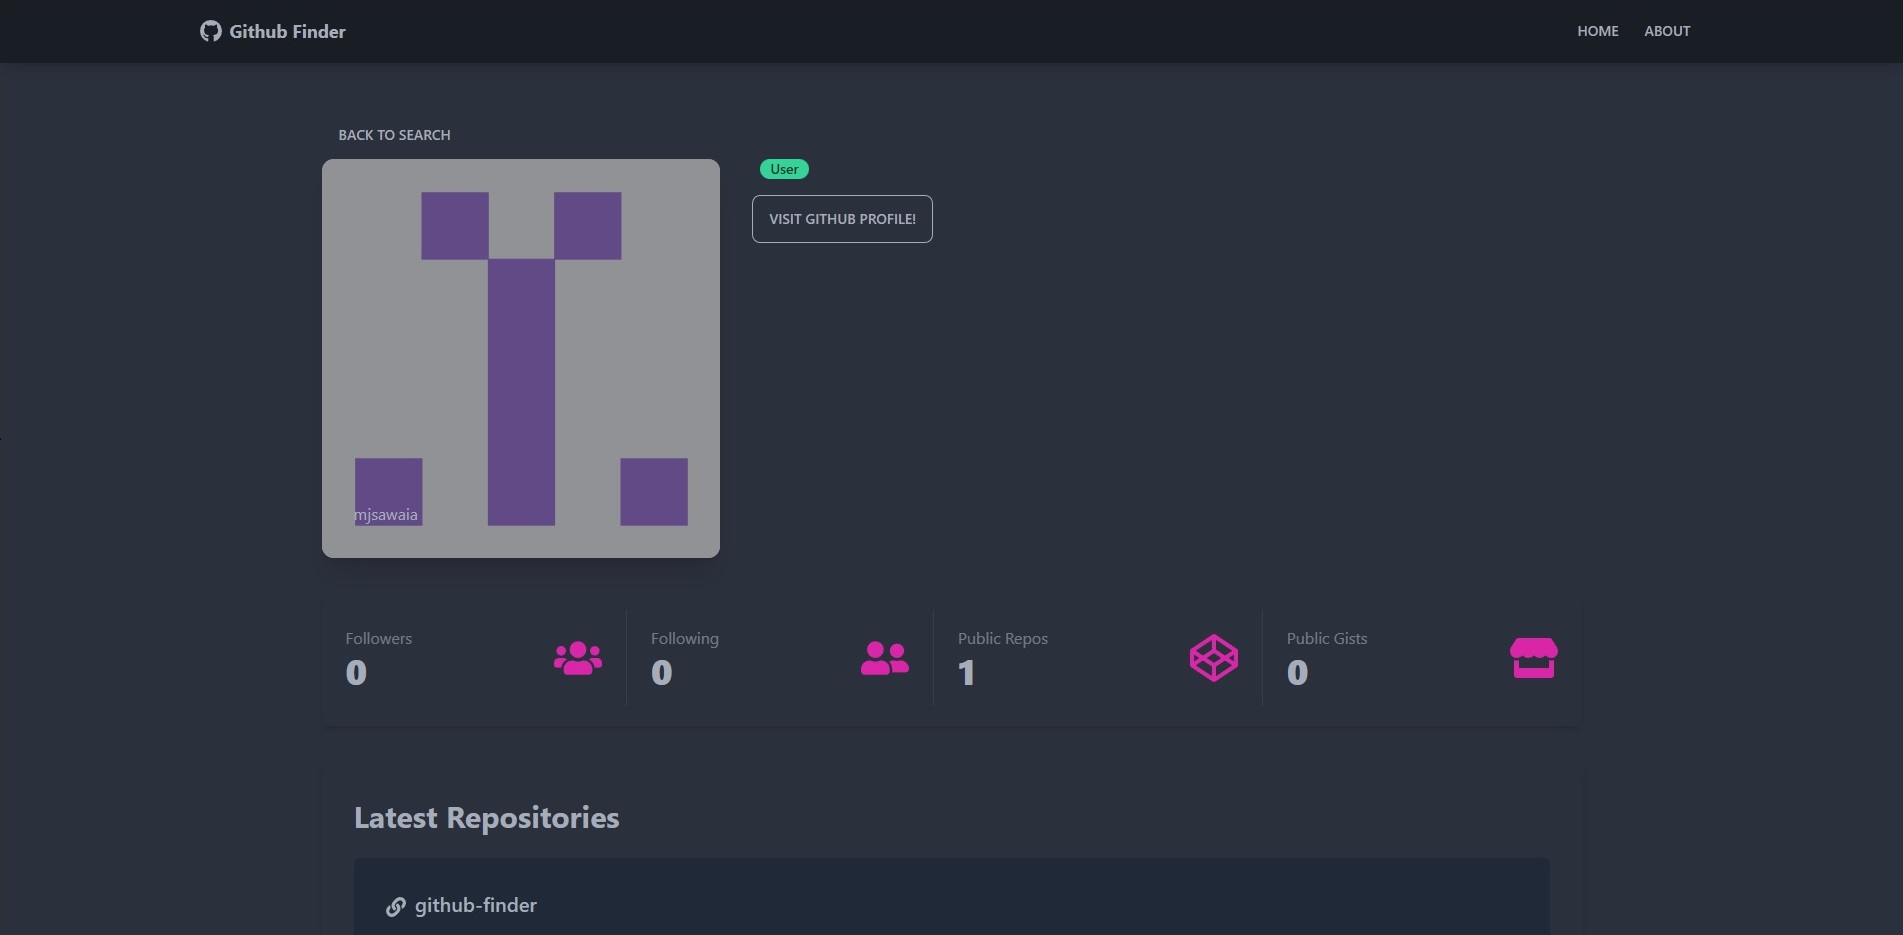 Github Finder
HOME ABOUT
BACK TO SEARCH
User
VISIT GITHUB PROFILE!
mjsawaia
Followers
0
Following
0
Public Repos
1
Public Gists
0
Latest Repositories
github-finder